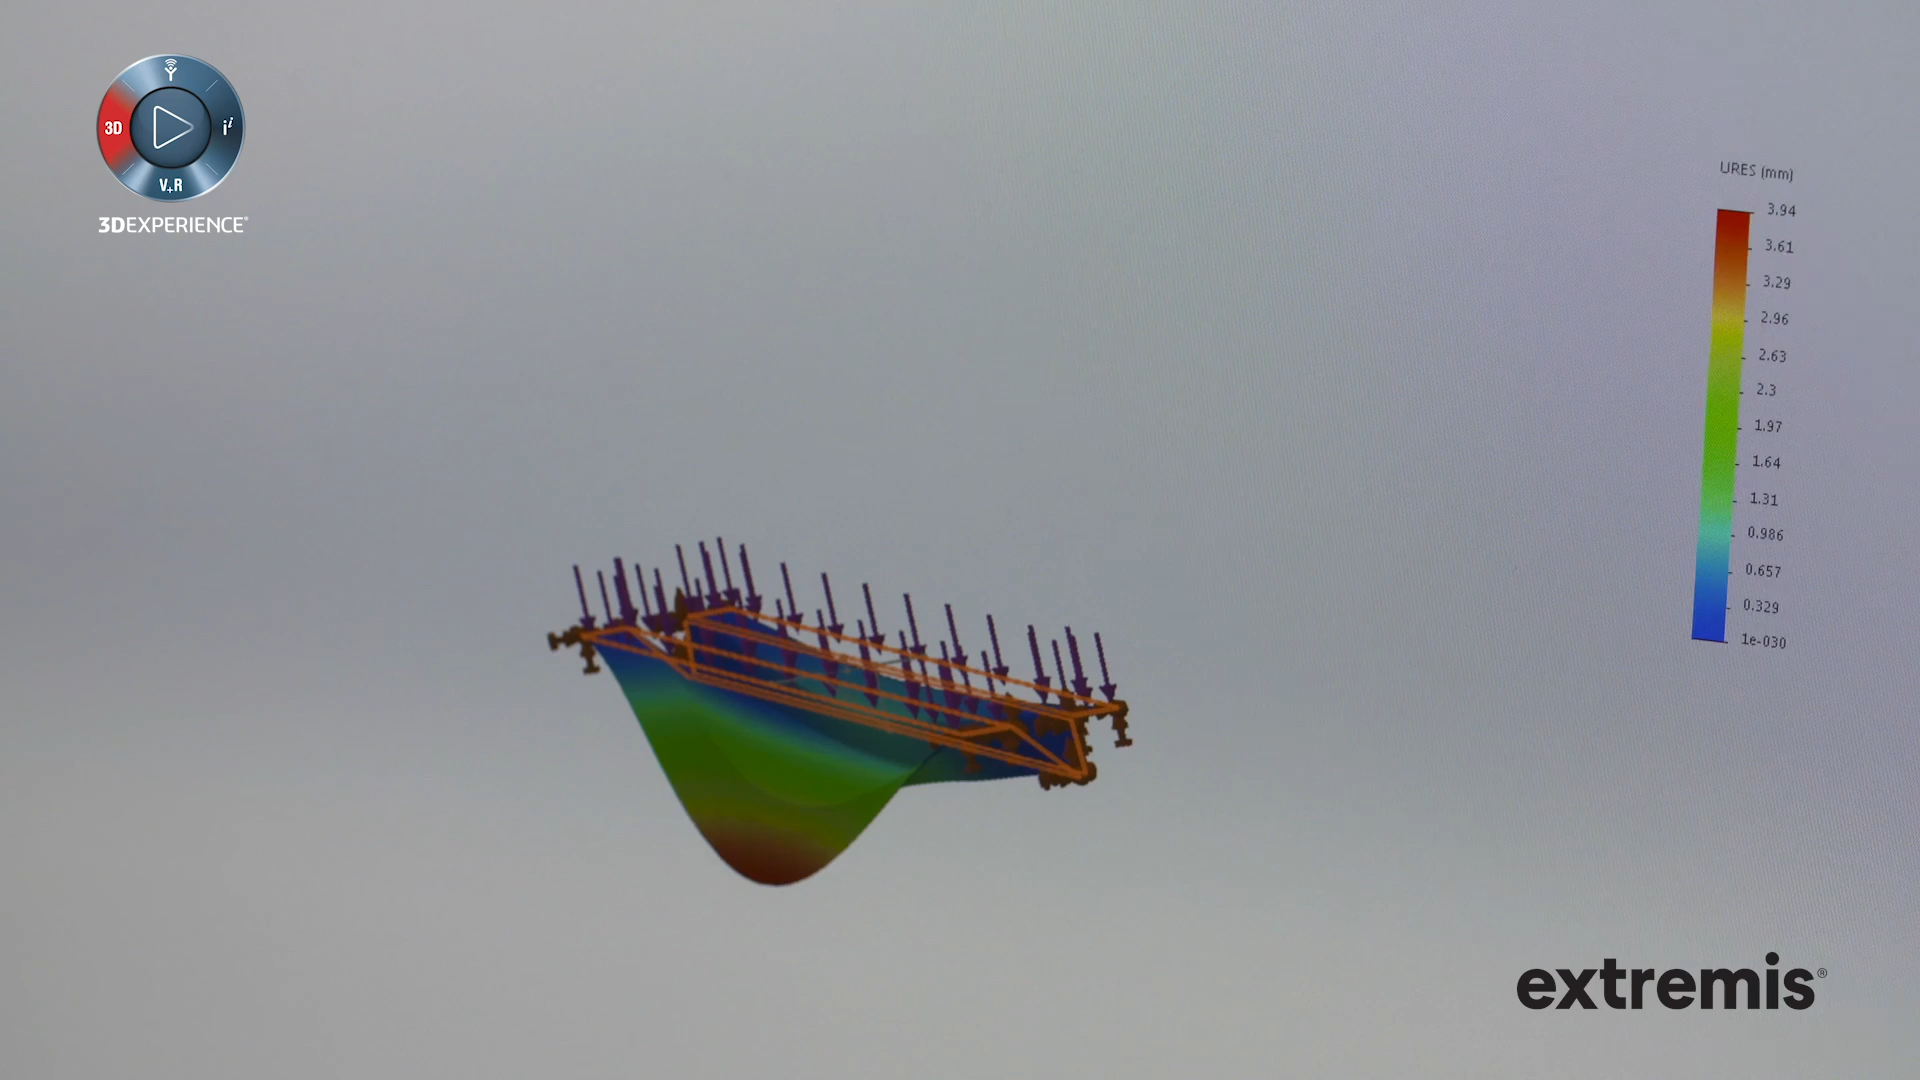 3D
i
V+R
3DEXPERIENCE®
URES (mm)
3.94
3.61
3.29
2.96
2.63
2.3
1.97
1.64
1.31
0.986
0.657
0.329
1e-030
extremis®